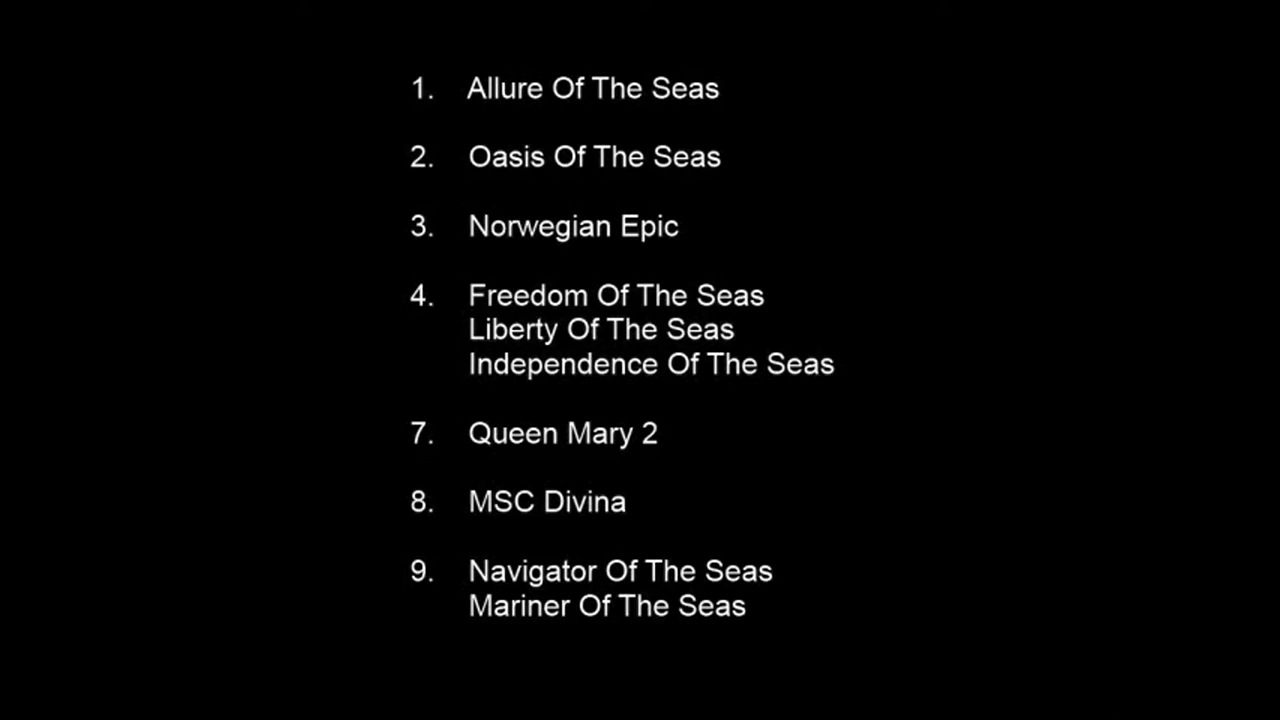 1. Allure Of The Seas
2. Oasis Of The Seas
3. Norwegian Epic
4. Freedom Of The Seas
Liberty Of The Seas
Independence Of The Seas
7. Queen Mary 2
8. MSC Divina
9. Navigator Of The Seas
Mariner Of The Seas